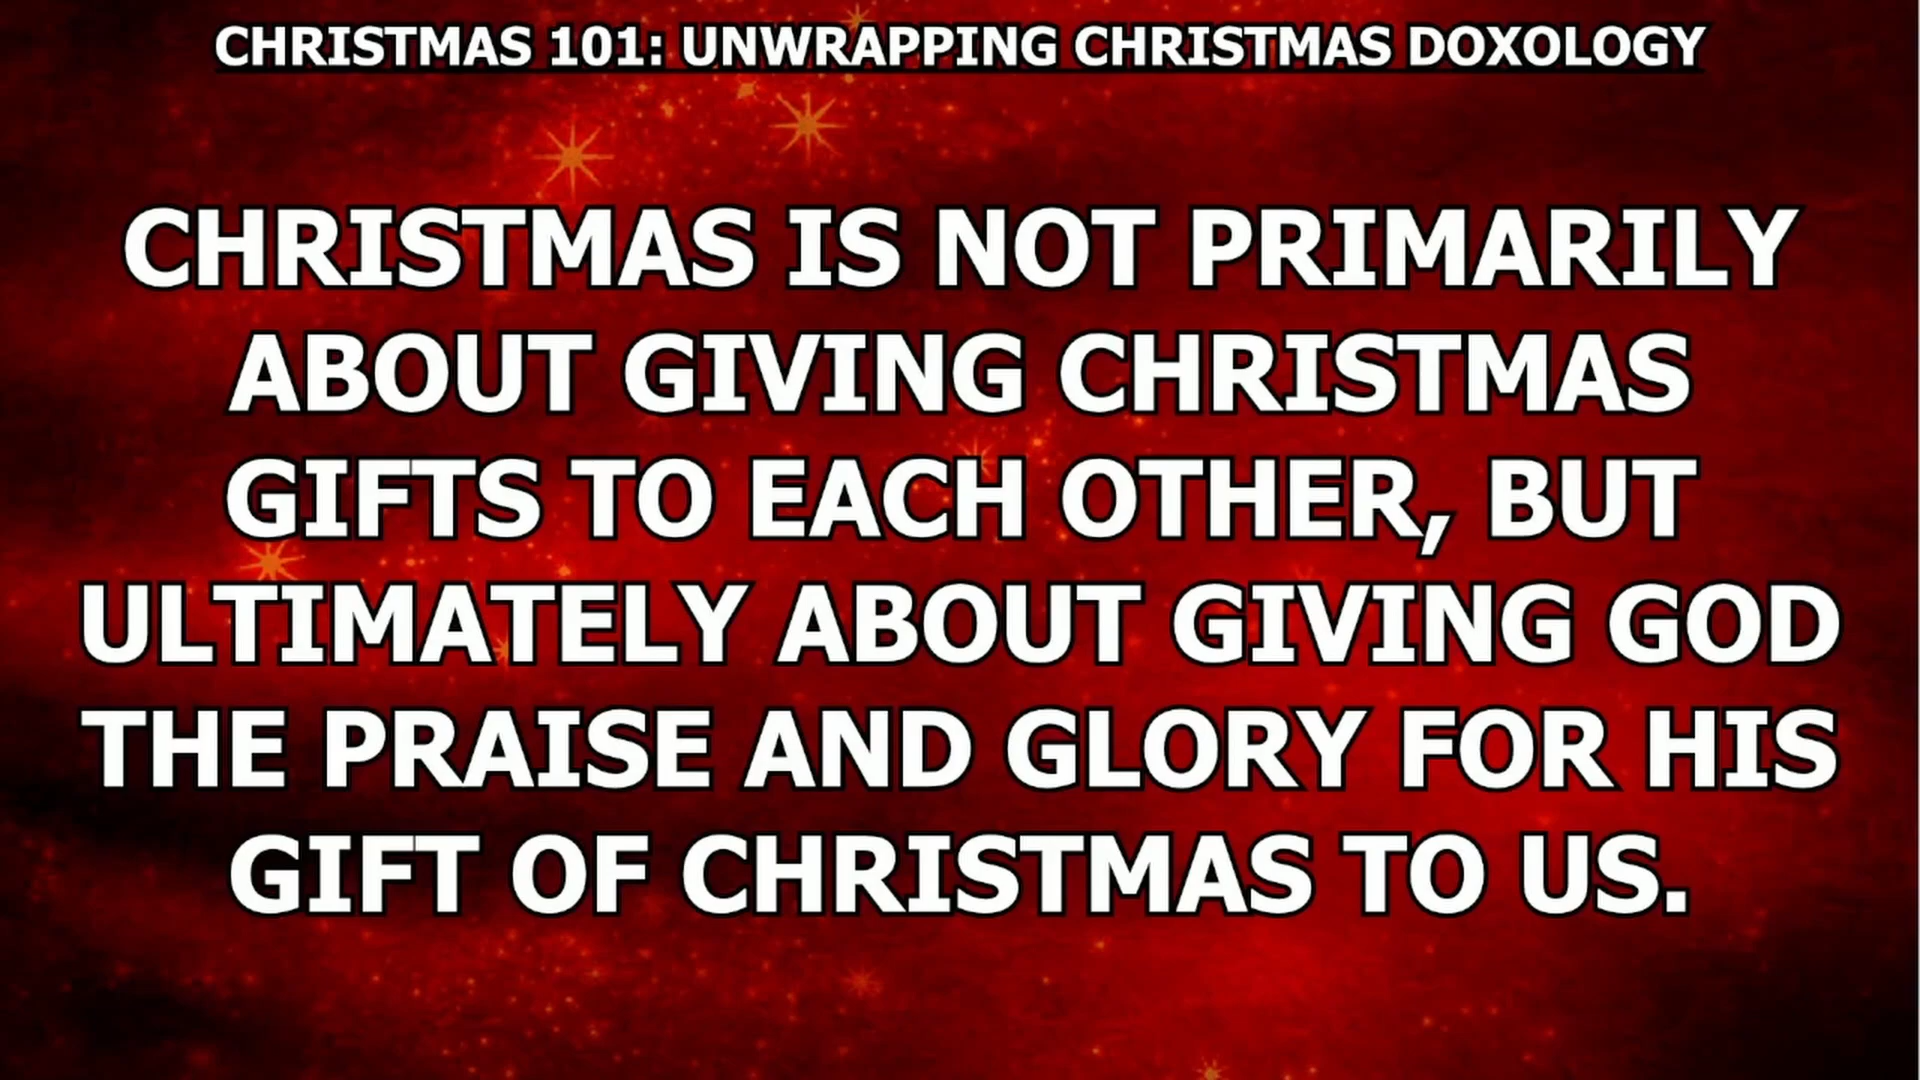 CHRISTMAS 101: UNWRAPPING CHRISTMAS DOXOLOGY
CHRISTMAS IS NOT PRIMARILY
ABOUT GIVING CHRISTMAS
GIFTS TO EACH OTHER, BUT
ULTIMATELY ABOUT GIVING GOD
THE PRAISE AND GLORY FOR HIS
GIFT OF CHRISTMAS TO US.